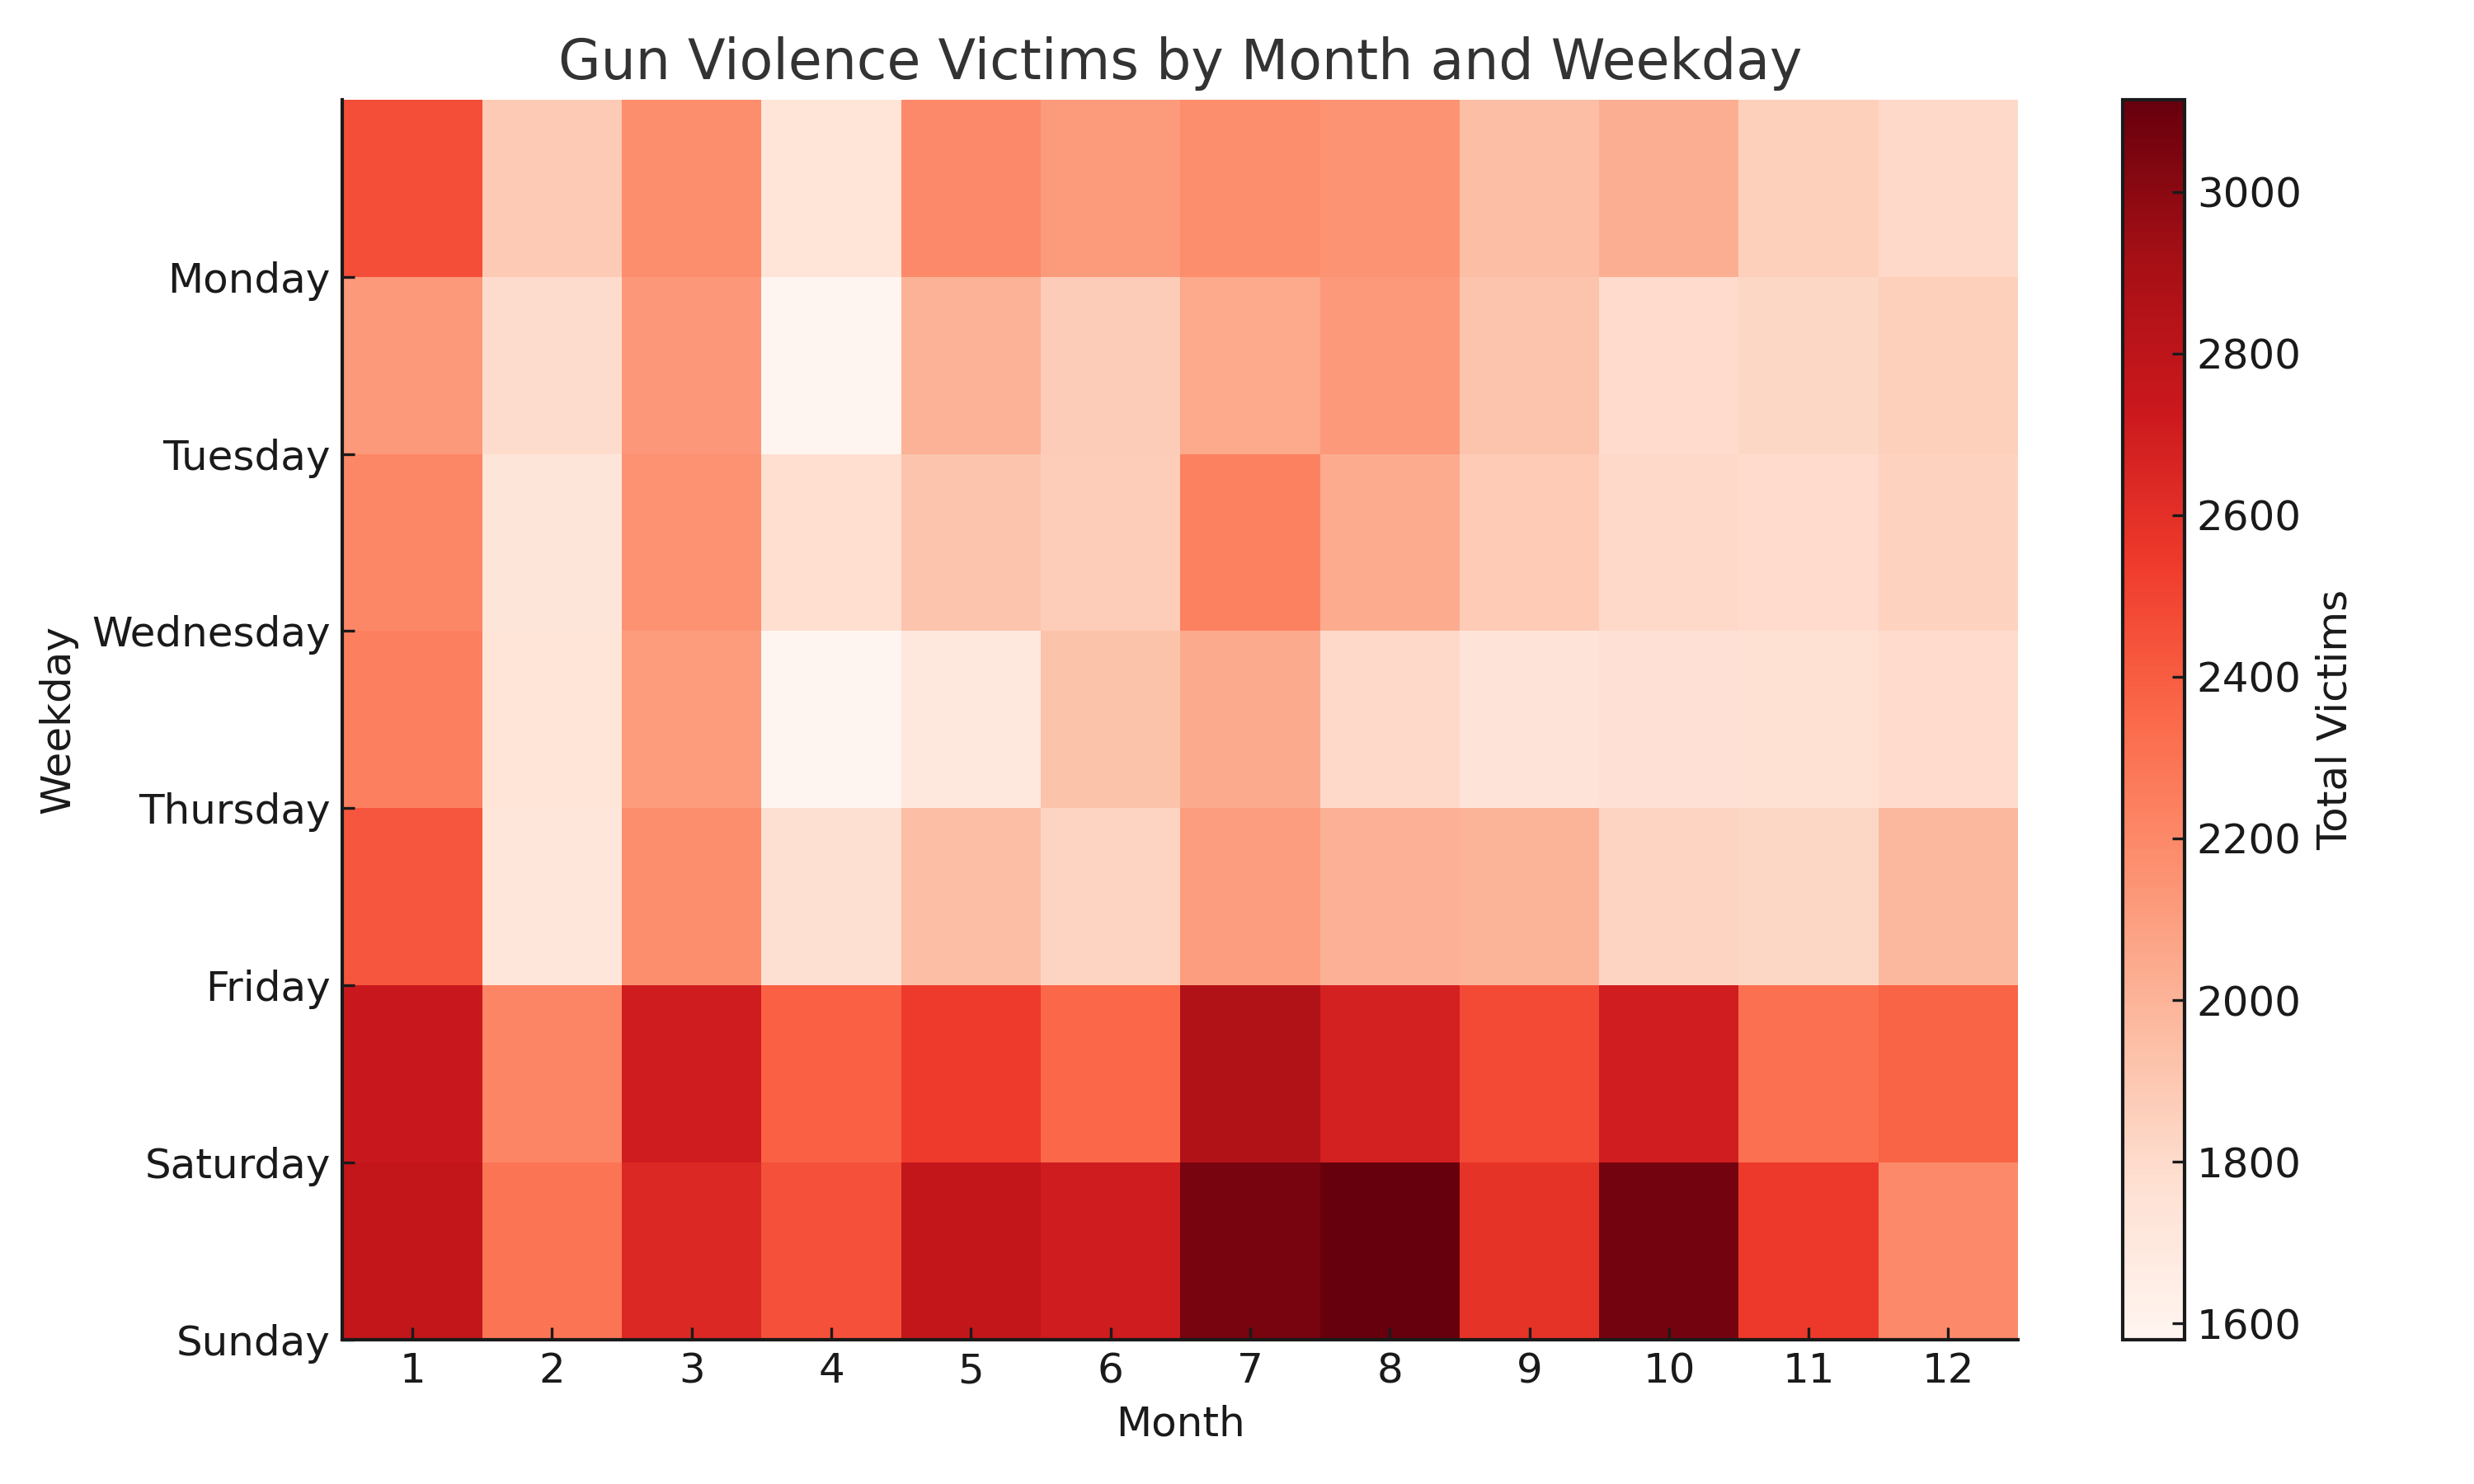 Gun Violence Victims by Month and Weekday
Monday
Tuesday
Wednesday
Thursday
Friday
Saturday
Sunday
Weekday
1 2 3 4 5 6 7 8 9 10 11 12
Month
3000
2800
2600
2400
2200
2000
1800
1600
Total Victims